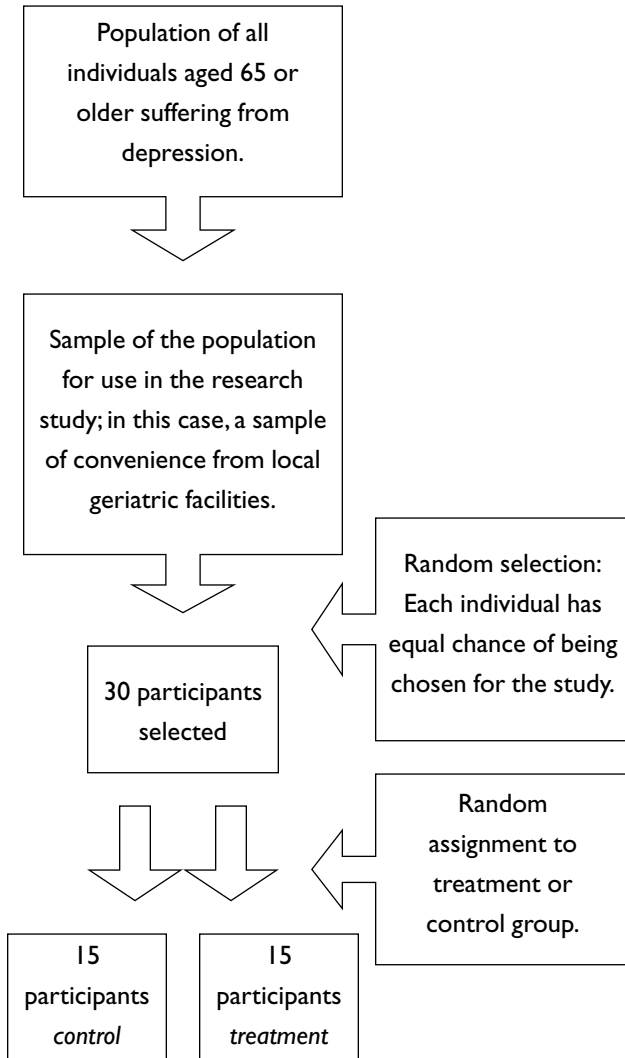 Population of all
individuals aged 65 or
older suffering from
depression.
Sample of the population
for use in the research
study; in this case, a sample
of convenience from local
geriatric facilities.
Random selection:
Each individual has
equal chance of being
chosen for the study.
30 participants
selected
Random
assignment to
treatment or
control group.
15
participants
control
15
participants
treatment